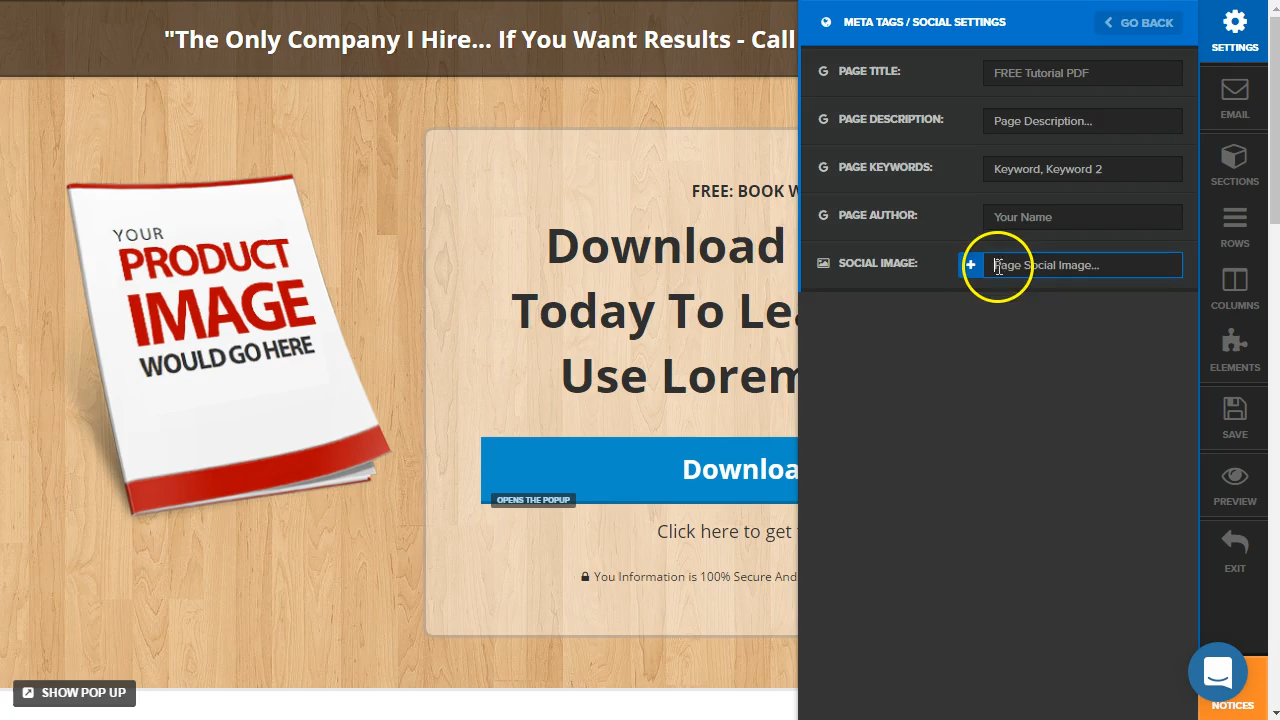 "The Only Company I Hire... If You Want Results - Call
YOUR
PRODUCT
IMAGE
WOULD GO HERE
FREE: BOOK
Download
Today To
Use
Downloa
OPENS THE POPUP
Click here to get
You Information is 100% Secure And
SHOW POP UP
META TAGS / SOCIAL SETTINGS
GO BACK
PAGE TITLE:
FREE Tutorial PDF
PAGE DESCRIPTION:
Page Description...
PAGE KEYWORDS:
Keyword, Keyword 2
PAGE AUTHOR:
Your Name
SOCIAL IMAGE:
Page Social Image...
SETTINGS
EMAIL
SECTIONS
ROWS
COLUMNS
ELEMENTS
SAVE
PREVIEW
EXIT
NOTICES